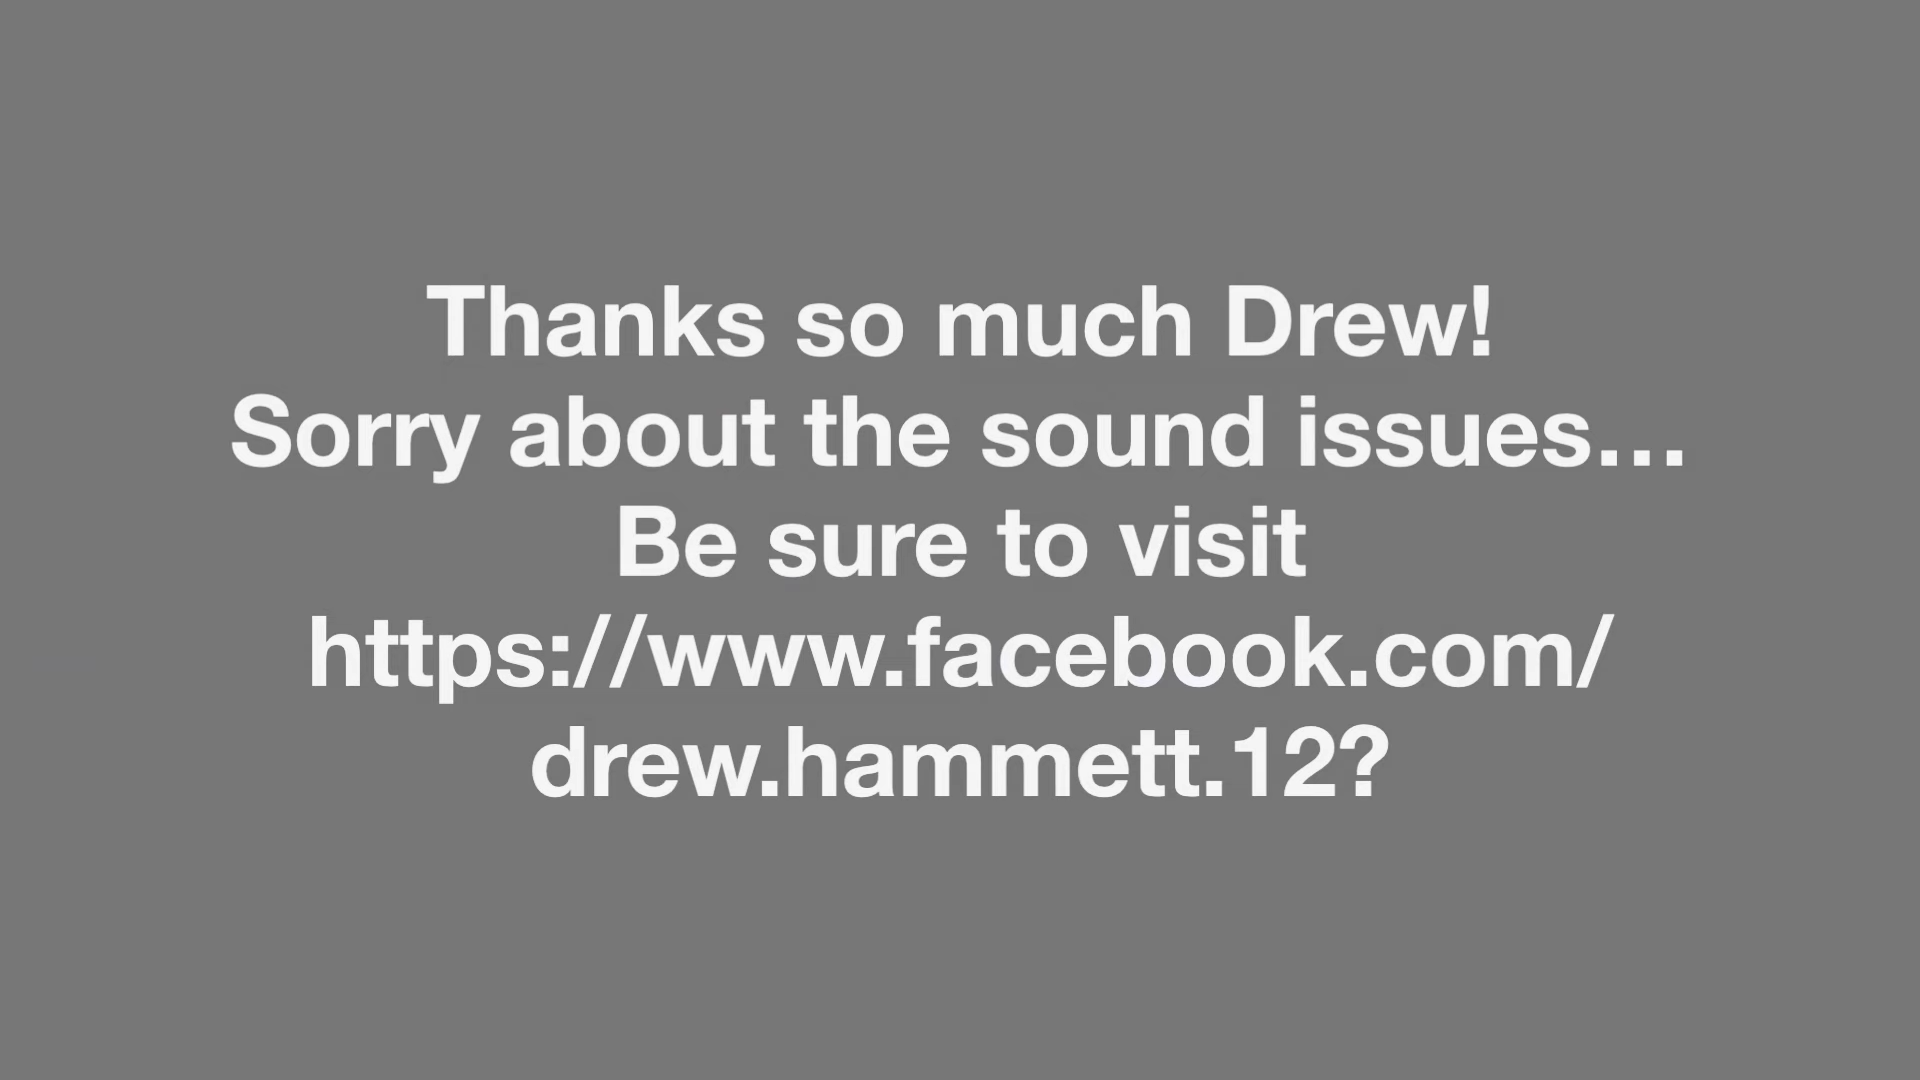 Thanks so much Drew!
Sorry about the sound issues…
Be sure to visit
https://www.facebook.com/
drew.hammett.12?